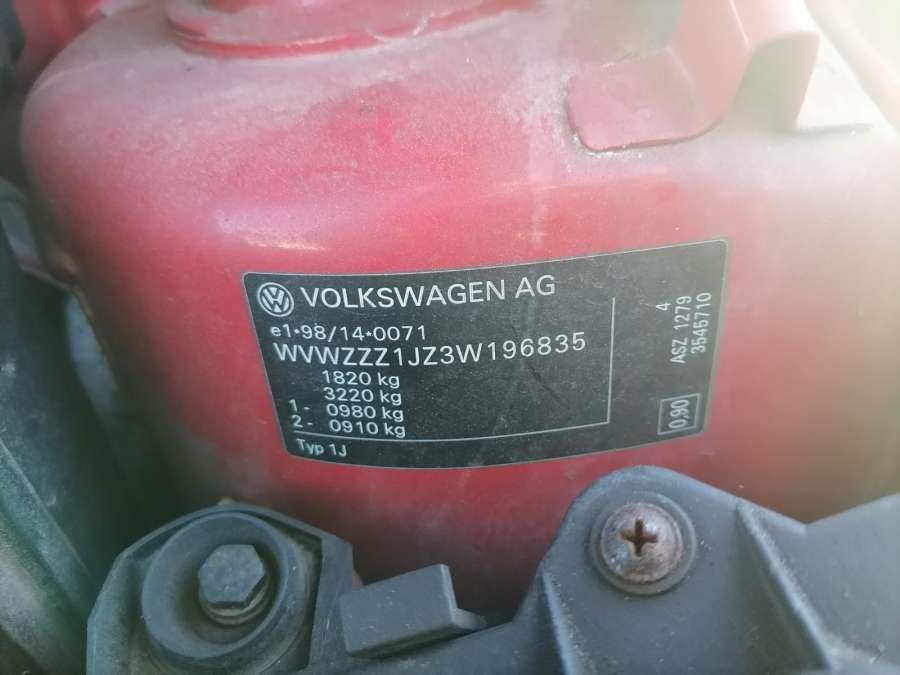 VOLKSWAGEN AG
e1*98/14*0071
WVWZZZ1JZ3W196835
1820 kg
3220 kg
1- 0980 kg
2- 0910 kg
Typ 1J
4
ASZ 1279
3545710
0,90